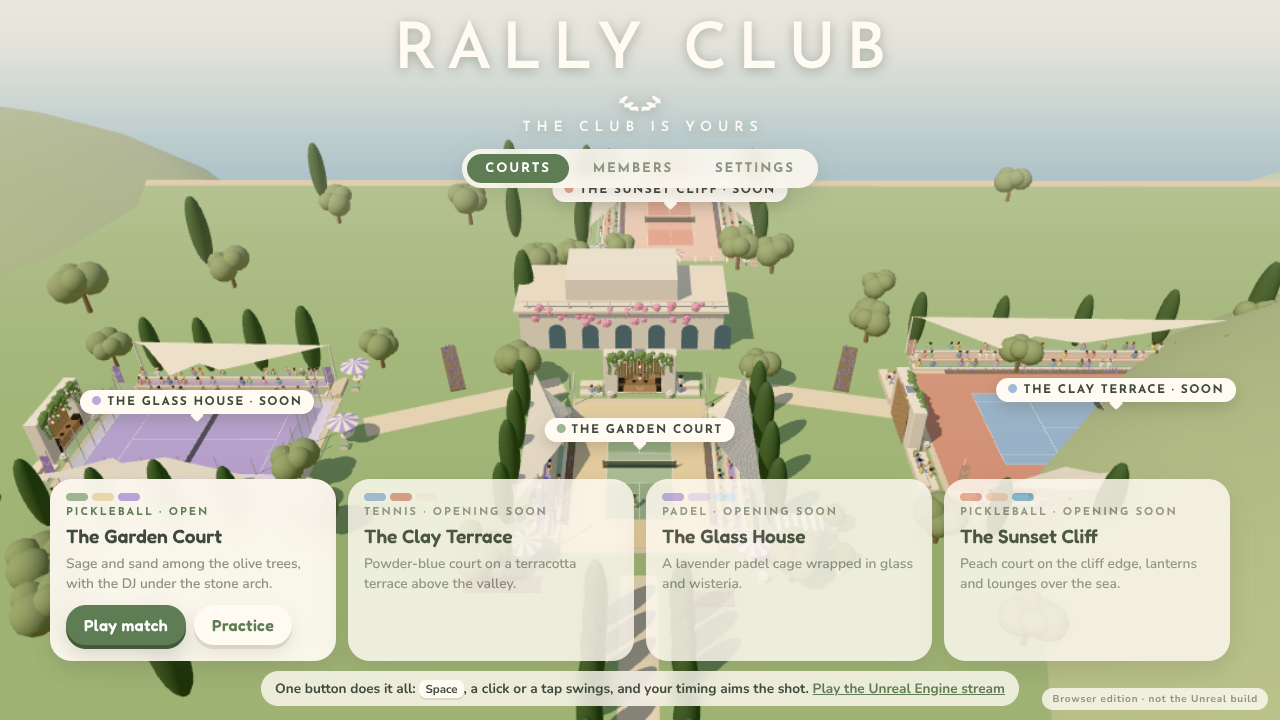 RALLY CLUB
THE CLUB IS YOURS
COURTS MEMBERS SETTINGS
THE SUNSET CLIFF · SOON
THE GLASS HOUSE · SOON
THE CLAY TERRACE · SOON
THE GARDEN COURT
PICKLEBALL · OPEN
The Garden Court
Sage and sand among the olive trees,
with the DJ under the stone arch.
Play match Practice
TENNIS · OPENING SOON
The Clay Terrace
Powder-blue court on a terracotta
terrace above the valley.
PADEL · OPENING SOON
The Glass House
A lavender padel cage wrapped in glass
and wisteria.
PICKLEBALL · OPENING SOON
The Sunset Cliff
Peach court on the cliff edge, lanterns
and lounges over the sea.
One button does it all: Space, a click or a tap swings, and your timing aims the shot. Play the Unreal Engine stream
Browser edition · not the Unreal build